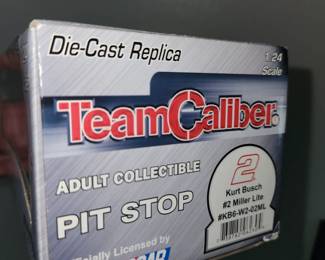 Die-Cast Replica
1:24
Scale
TeamCaliber
ADULT COLLECTIBLE
PIT STOP
2
Kurt Busch
#2 Miller Lite
#KB6-W2-02ML
Licensed by